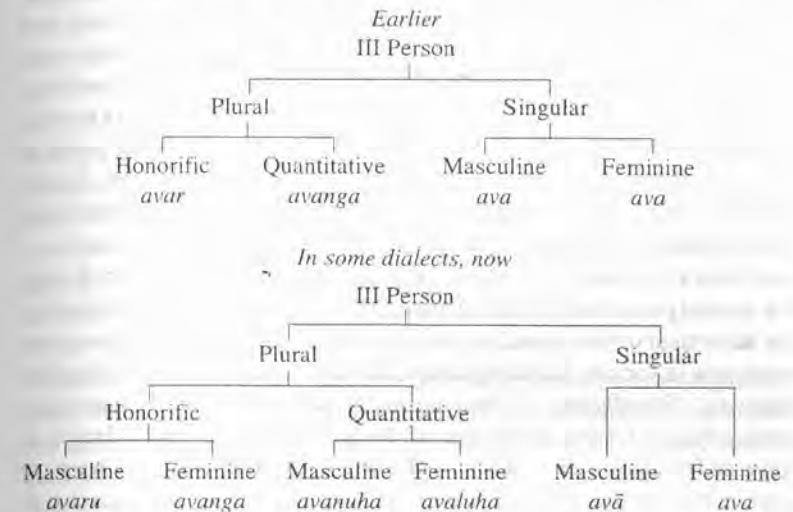 Earlier
III Person
Plural Singular
Honorific Quantitative Masculine Feminine
avar avanga ava ava
In some dialects, now
III Person
Plural Singular
Honorific Quantitative
Masculine Feminine Masculine Feminine Masculine Feminine
avaru avanga avanuha avaluha avā ava